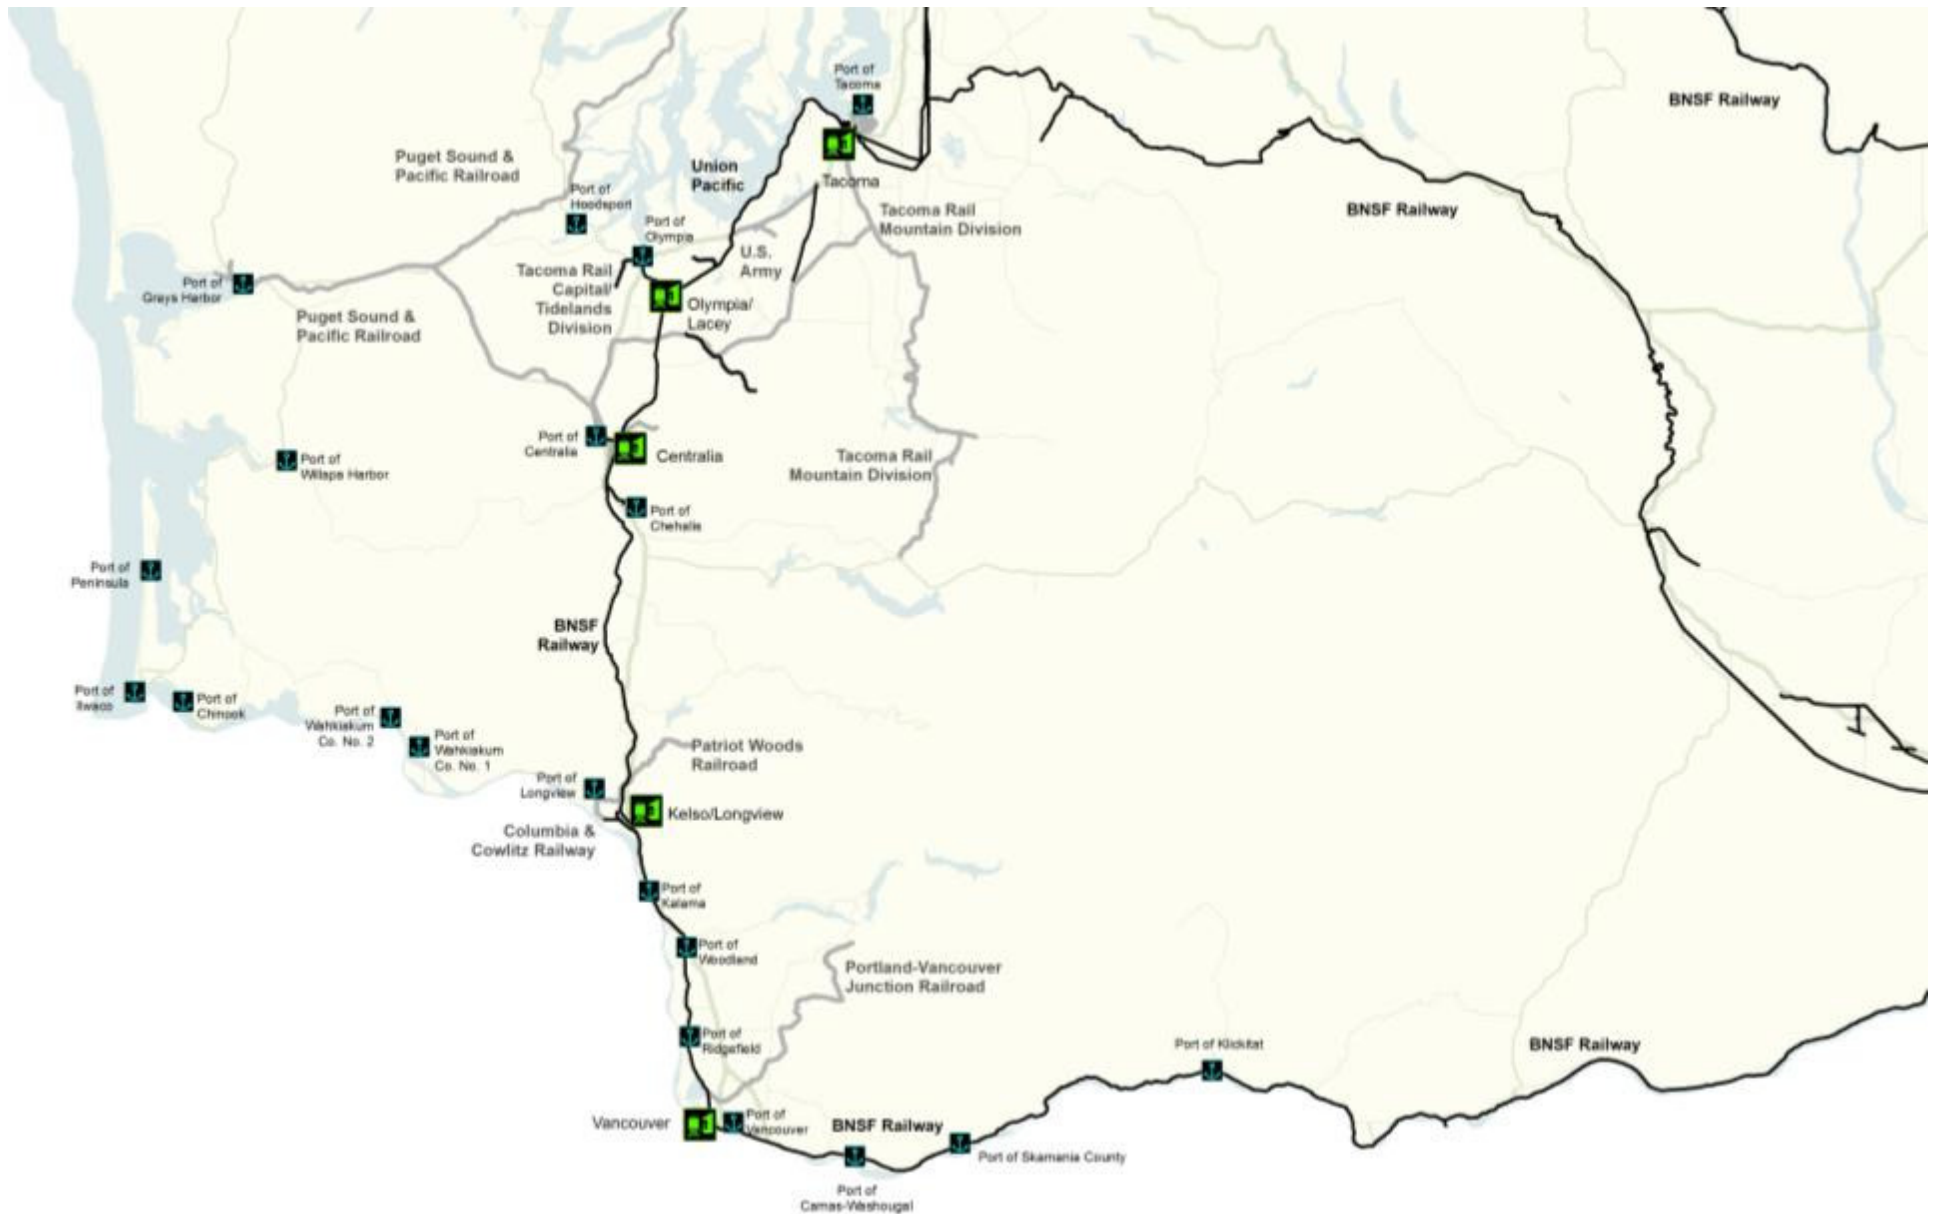 Port of
Tacoma
BNSF Railway
Puget Sound &
Pacific Railroad
Union
Pacific
Tacoma
Port of
Hoodsport
BNSF Railway
Tacoma Rail
Mountain Division
Port of
Olympia
U.S.
Army
Tacoma Rail
Capital/
Tidelands
Division
Port of
Grays Harbor
Olympia/
Lacey
Puget Sound &
Pacific Railroad
Port of
Centralia
Centralia
Tacoma Rail
Mountain Division
Port of
Willapa Harbor
Port of
Chehalis
Port of
Peninsula
BNSF
Railway
Port of
Ilwaco
Port of
Chinook
Port of
Wahkiakum
Co. No. 2
Port of
Wahkiakum
Co. No. 1
Patriot Woods
Railroad
Port of
Longview
Kelso/Longview
Columbia &
Cowlitz Railway
Port of
Kalama
Port of
Woodland
Portland-Vancouver
Junction Railroad
Port of
Ridgefield
Port of Klickitat
BNSF Railway
Vancouver
Port of
Vancouver
BNSF Railway
Port of Skamania County
Port of
Camas-Washougal